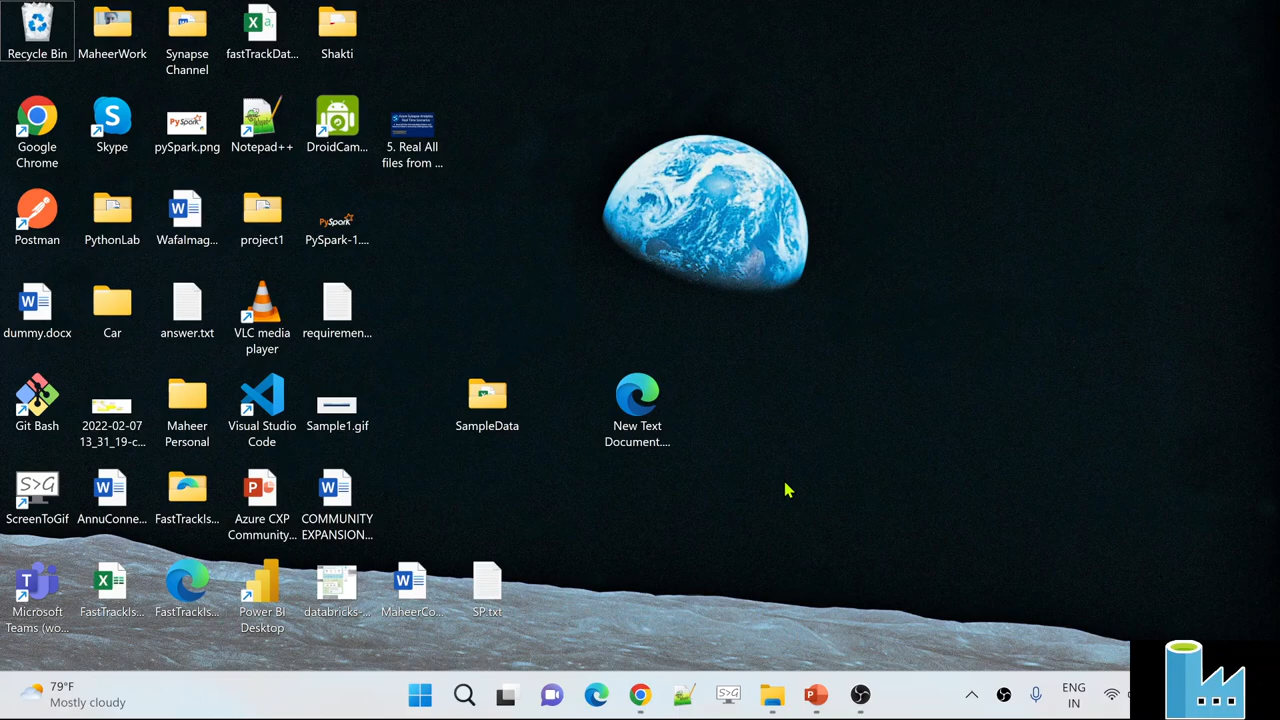 Recycle Bin
MaheerWork
Synapse
Channel
fastTrackDat...
Shakti
Google
Chrome
Skype
PySpark
pySpark.png
Notepad++
DroidCam...
5. Real All
files from ...
Postman
PythonLab
WafaImag...
project1
PySpark
PySpark-1....
dummy.docx
Car
answer.txt
VLC media
player
requiremen...
Git Bash
2022-02-07
13_31_19-c...
Maheer
Personal
Visual Studio
Code
Sample1.gif
SampleData
New Text
Document....
S>G
ScreenToGif
AnnuConne...
FastTrackIs...
Azure CXP
Community...
COMMUNITY
EXPANSION...
Microsoft
Teams (wo...
FastTrackIs...
FastTrackIs...
Power BI
Desktop
databricks-...
MaheerCo...
SP.txt
79°F
Mostly cloudy
S>G
ENG
IN